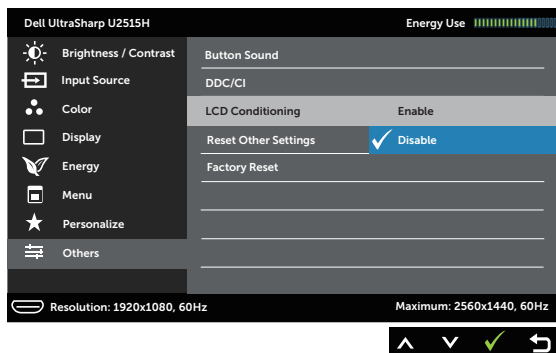 Dell UltraSharp U2515H Energy Use
Brightness / Contrast Button Sound
Input Source DDC/CI
Color LCD Conditioning Enable
Display Reset Other Settings Disable
Energy Factory Reset
Menu
Personalize
Others
Resolution: 1920x1080, 60Hz Maximum: 2560x1440, 60Hz